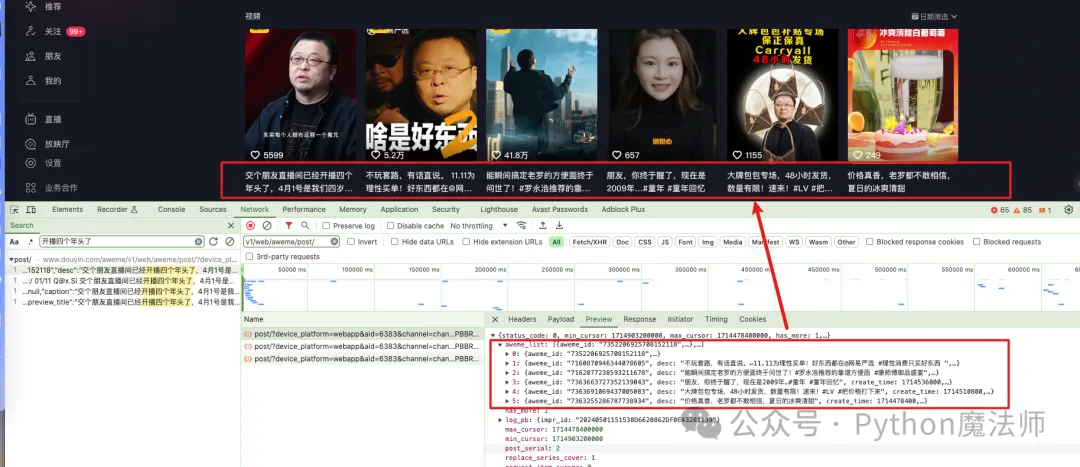 推荐
关注 99+
朋友
我的
直播
放映厅
设置
业务合作
视频
日期筛选
其实每个人都有这样一个魔咒
5599
啥是好东西2
5.2万
41.8万
别担心
657
大牌包包补贴专场
保正保真
Carryall
48小时发货
1155
冰爽清甜白葡萄酒
249
交个朋友直播间已经开播四个
年头了，4月1号是我们四岁...
不玩套路，有话直说。 11.11为
理性买单！好东西都在@网...
能瞬间搞定老罗的方便面终于
问世了！#罗永浩推荐的靠...
朋友，你终于醒了，现在是
2009年...#童年 #童年回忆
大牌包包专场，48小时发货，
数量有限！速来！#LV #把...
价格真香，老罗都不敢相信，
夏日的冰爽清甜
Elements Recorder Console Sources Network Performance Memory Application Security Lighthouse Avast Passwords Adblock Plus 65 85 1
Search
Preserve log Disable cache No throttling
Aa .* 开播四个年头了
v1/web/aweme/post/ Invert Hide data URLs Hide extension URLs All Fetch/XHR Doc CSS JS Font Img Media Manifest WS Wasm Other Blocked response cookies Blocked requests
3rd-party requests
post/ www.douyin.com/aweme/v1/web/aweme/post/?device_pl...
1 ...152118","desc":"交个朋友直播间已经开播四个年头了，4月1号是...
1 ...:/ 01/11 Q@x.SI 交个朋友直播间已经开播四个年头了，4月1号...
1 ...null,"caption":"交个朋友直播间已经开播四个年头了，4月1号是...
1 ...preview_title":"交个朋友直播间已经开播四个年头了，4月1号是我...
50000 ms 100000 ms 150000 ms 200000 ms 250000 ms 300000 ms 350000 ms 400000 ms 450000 ms 500000 ms 550000 ms 600000 ms 650
Name
post/?device_platform=webapp&aid=6383&channel=chan...PBBR...
post/?device_platform=webapp&aid=6383&channel=chan...PBBR...
post/?device_platform=webapp&aid=6383&channel=chan...PBBR...
Headers Payload Preview Response Initiator Timing Cookies
{status_code: 0, min_cursor: 1714903200000, max_cursor: 1714478400000, has_more: 1,…}
aweme_list: [{aweme_id: "7352206925708152118",…},…]
0: {aweme_id: "7352206925708152118",…}
1: {aweme_id: "7160870946344078605", desc: "不玩套路，有话直说。…11.11为理性买单！好东西都在@网易严选 #理性消费只买好东西 ",…}
2: {aweme_id: "7162077238593211678", desc: "能瞬间搞定老罗的方便面终于问世了！#罗永浩推荐的靠谱方便面 #康师傅御品盛宴",…}
3: {aweme_id: "7363663727352139043", desc: "朋友，你终于醒了，现在是2009年...#童年 #童年回忆", create_time: 1714536000,…}
4: {aweme_id: "7363691069437005083", desc: "大牌包包专场，48小时发货，数量有限！速来！#LV #把价格打下来", create_time: 1714510800,…}
5: {aweme_id: "7363255286787738934", desc: "价格真香，老罗都不敢相信，夏日的冰爽清甜", create_time: 1714478400,…}
has_more: 1
log_pb: {impr_id: "20240501151538D6620862DF0E43281139"}
max_cursor: 1714478400000
min_cursor: 1714903200000
post_serial: 2
replace_series_cover: 1
request_item_cursor: 0
公众号 · Python魔法师